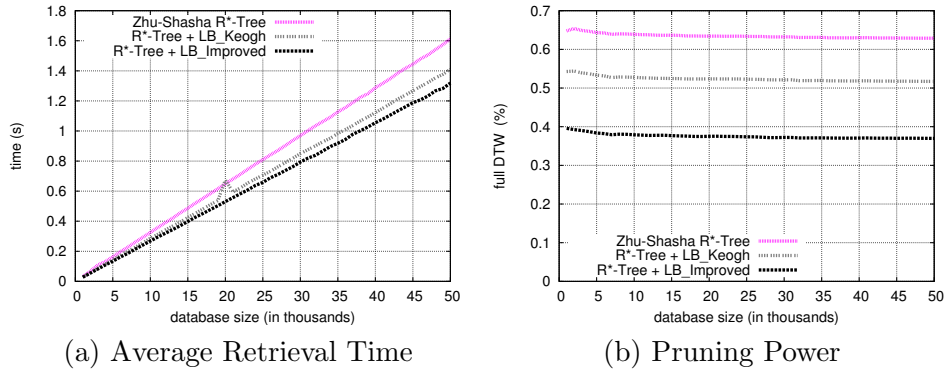 Zhu-Shasha R*-Tree
R*-Tree + LB_Keogh
R*-Tree + LB_Improved
time (s)
1.8
1.6
1.4
1.2
1
0.8
0.6
0.4
0.2
0
0 5 10 15 20 25 30 35 40 45 50
database size (in thousands)
(a) Average Retrieval Time
full DTW (%)
0.7
0.6
0.5
0.4
0.3
0.2
0.1
0
Zhu-Shasha R*-Tree
R*-Tree + LB_Keogh
R*-Tree + LB_Improved
0 5 10 15 20 25 30 35 40 45 50
database size (in thousands)
(b) Pruning Power